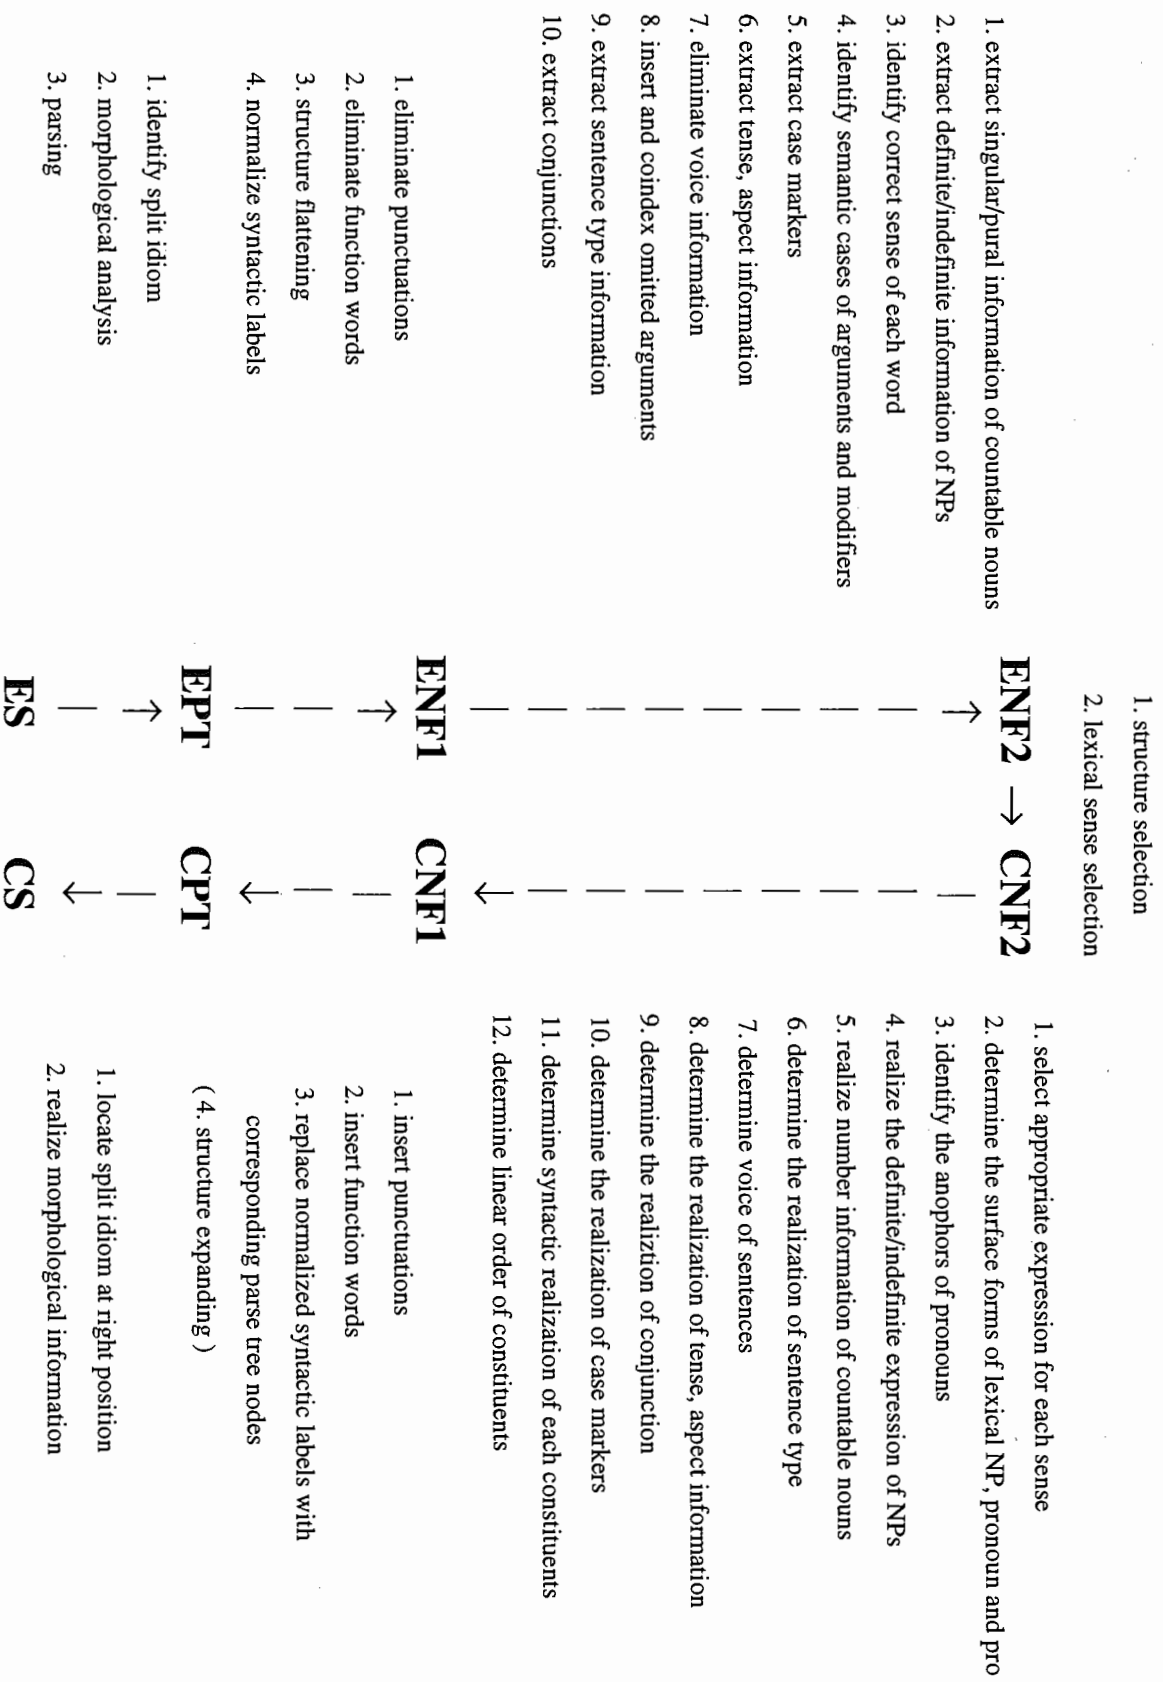 1. structure selection
2. lexical sense selection
ENF2 → CNF2
1. extract singular/pural information of countable nouns
2. extract definite/indefinite information of NPs
3. identify correct sense of each word
4. identify semantic cases of arguments and modifiers
5. extract case markers
6. extract tense, aspect information
7. eliminate voice information
8. insert and coindex omitted arguments
9. extract sentence type information
10. extract conjunctions
1. select appropriate expression for each sense
2. determine the surface forms of lexical NP, pronoun and pro
3. identify the anophors of pronouns
4. realize the definite/indefinite expression of NPs
5. realize number information of countable nouns
6. determine the realization of sentence type
7. determine voice of sentences
8. determine the realization of tense, aspect information
9. determine the realiztion of conjunction
10. determine the realization of case markers
11. determine syntactic realization of each constituents
12. determine linear order of constituents
ENF1 CNF1
1. eliminate punctuations
2. eliminate function words
3. structure flattening
4. normalize syntactic labels
1. insert punctuations
2. insert function words
3. replace normalized syntactic labels with
corresponding parse tree nodes
( 4. structure expanding )
EPT CPT
1. identify split idiom
2. morphological analysis
3. parsing
1. locate split idiom at right position
2. realize morphological information
ES CS